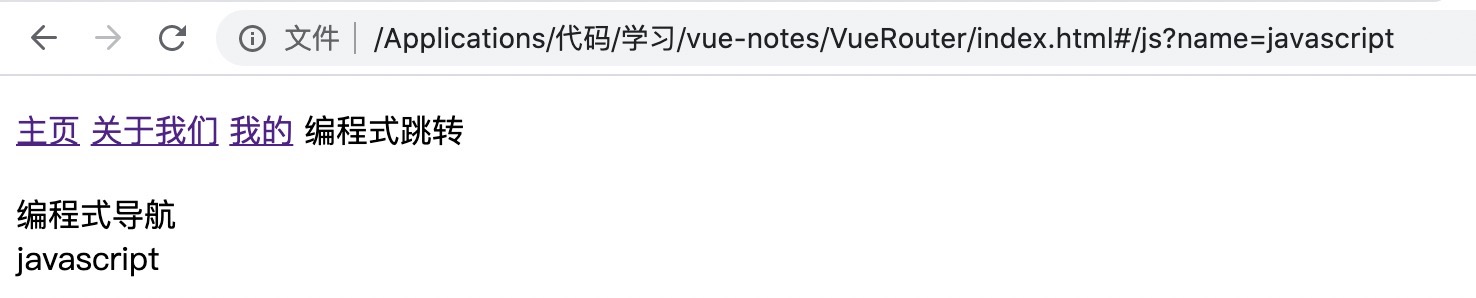 文件 /Applications/代码/学习/vue-notes/VueRouter/index.html#/js?name=javascript
主页 关于我们 我的 编程式跳转
编程式导航
javascript